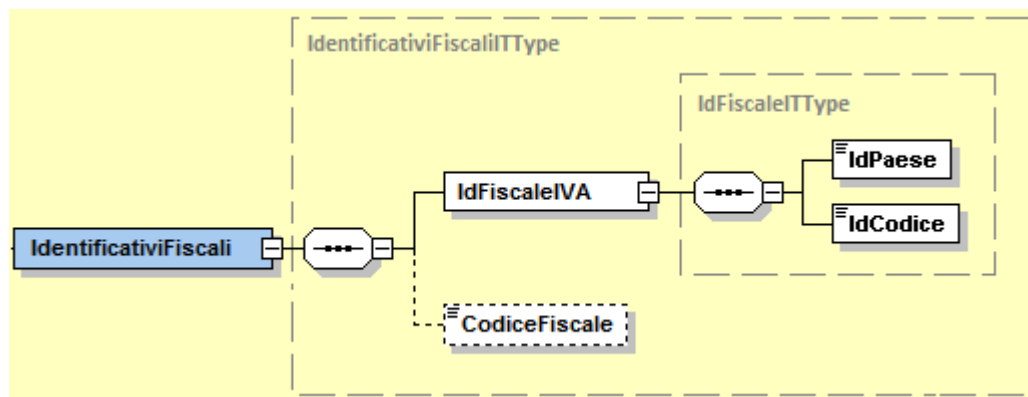 IdentificativiFiscaliITType
IdFiscaleITType
IdPaese
IdFiscaleIVA
IdCodice
IdentificativiFiscali
CodiceFiscale